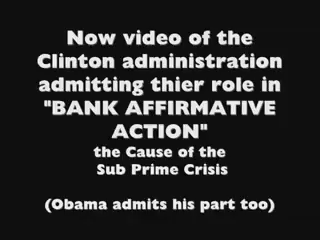 Now video of the
Clinton administration
admitting thier role in
"BANK AFFIRMATIVE
ACTION"
the Cause of the
Sub Prime Crisis
(Obama admits his part too)